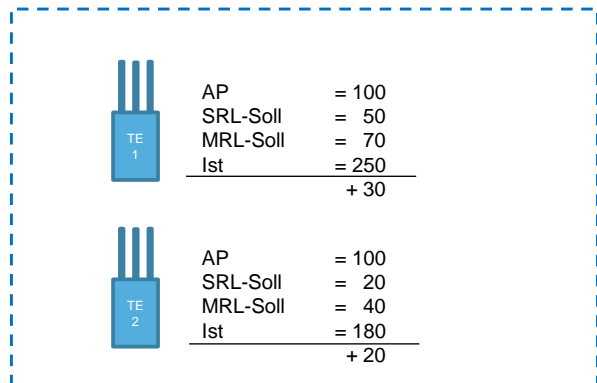 AP = 100
SRL-Soll = 50
MRL-Soll = 70
Ist = 250
+ 30
TE
1
AP = 100
SRL-Soll = 20
MRL-Soll = 40
Ist = 180
+ 20
TE
2